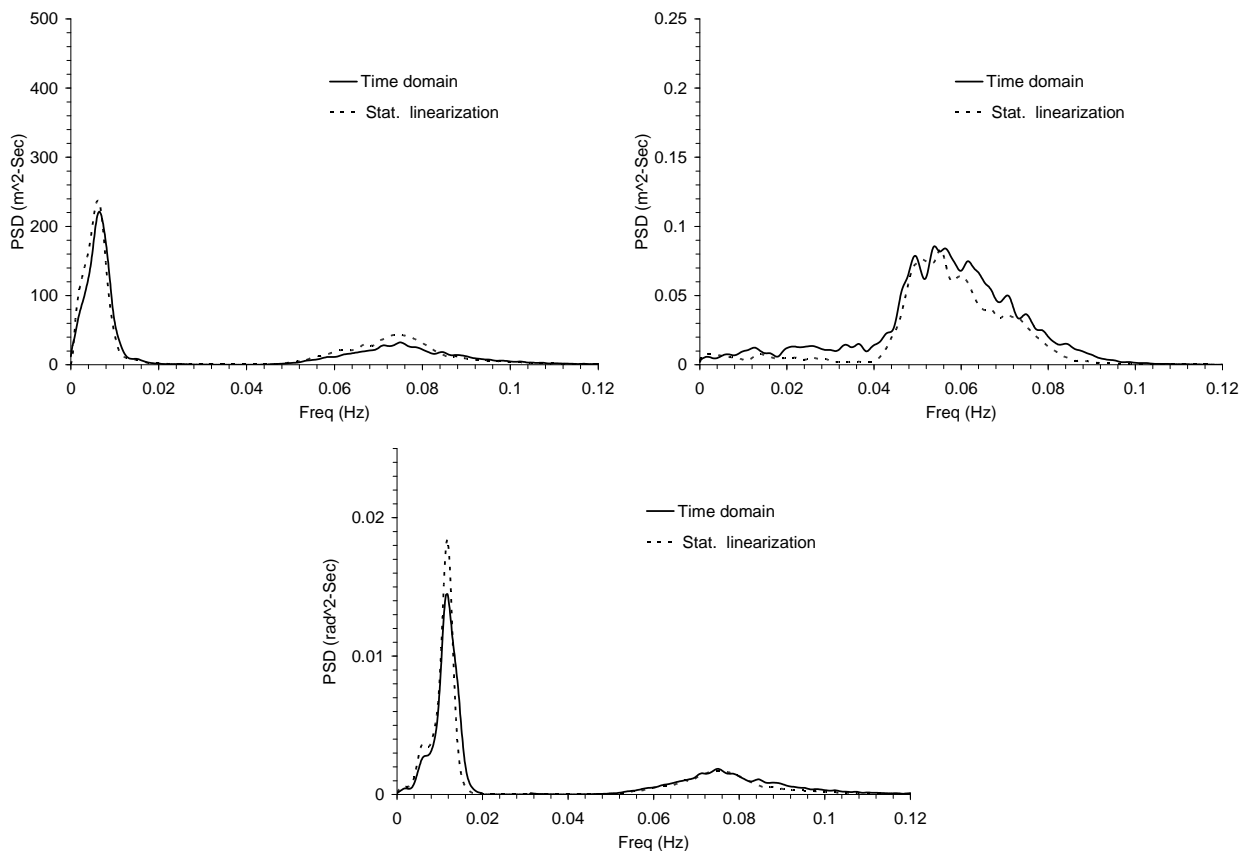 500
400
300
200
100
0
PSD (m^2-Sec)
Time domain
Stat. linearization
0 0.02 0.04 0.06 0.08 0.1 0.12
Freq (Hz)
0.25
0.2
0.15
0.1
0.05
0
PSD (m^2-Sec)
Time domain
Stat. linearization
0 0.02 0.04 0.06 0.08 0.1 0.12
Freq (Hz)
0.02
0.01
0
PSD (rad^2-Sec)
Time domain
Stat. linearization
0 0.02 0.04 0.06 0.08 0.1 0.12
Freq (Hz)